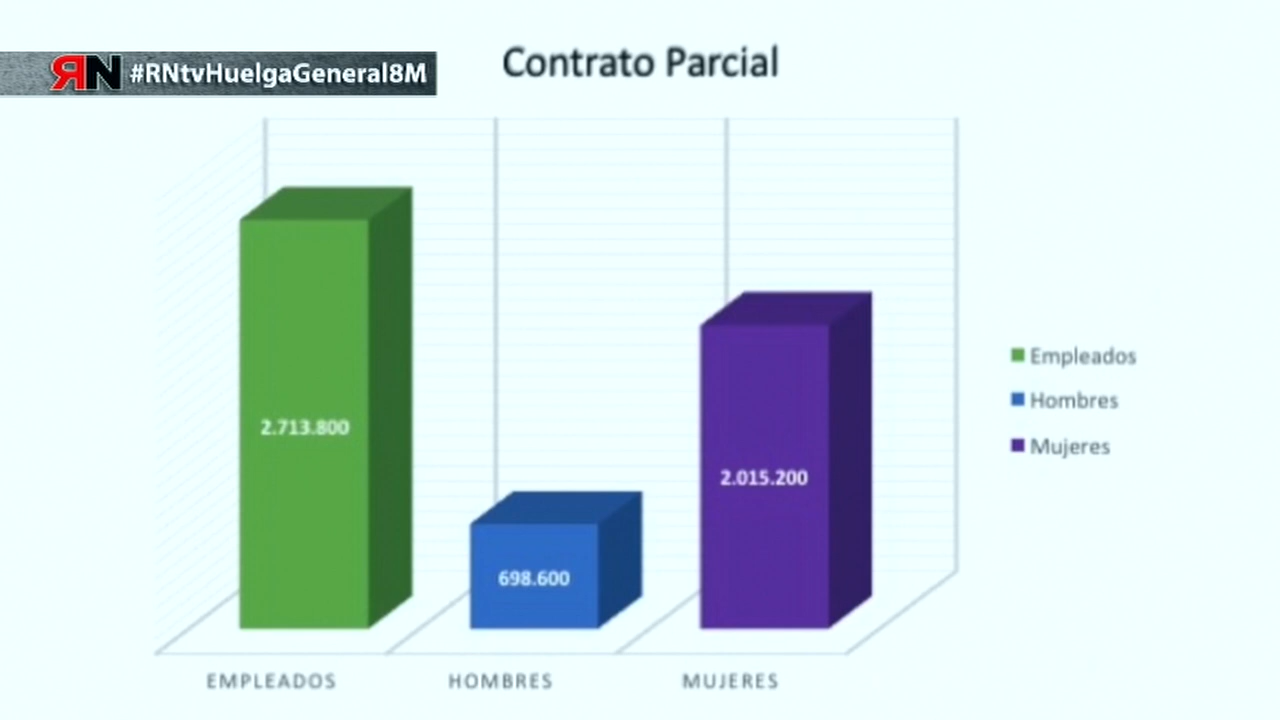 RN #RNtvHuelgaGeneral8M
Contrato Parcial
2.713.800
698.600
2.015.200
Empleados
Hombres
Mujeres
EMPLEADOS
HOMBRES
MUJERES